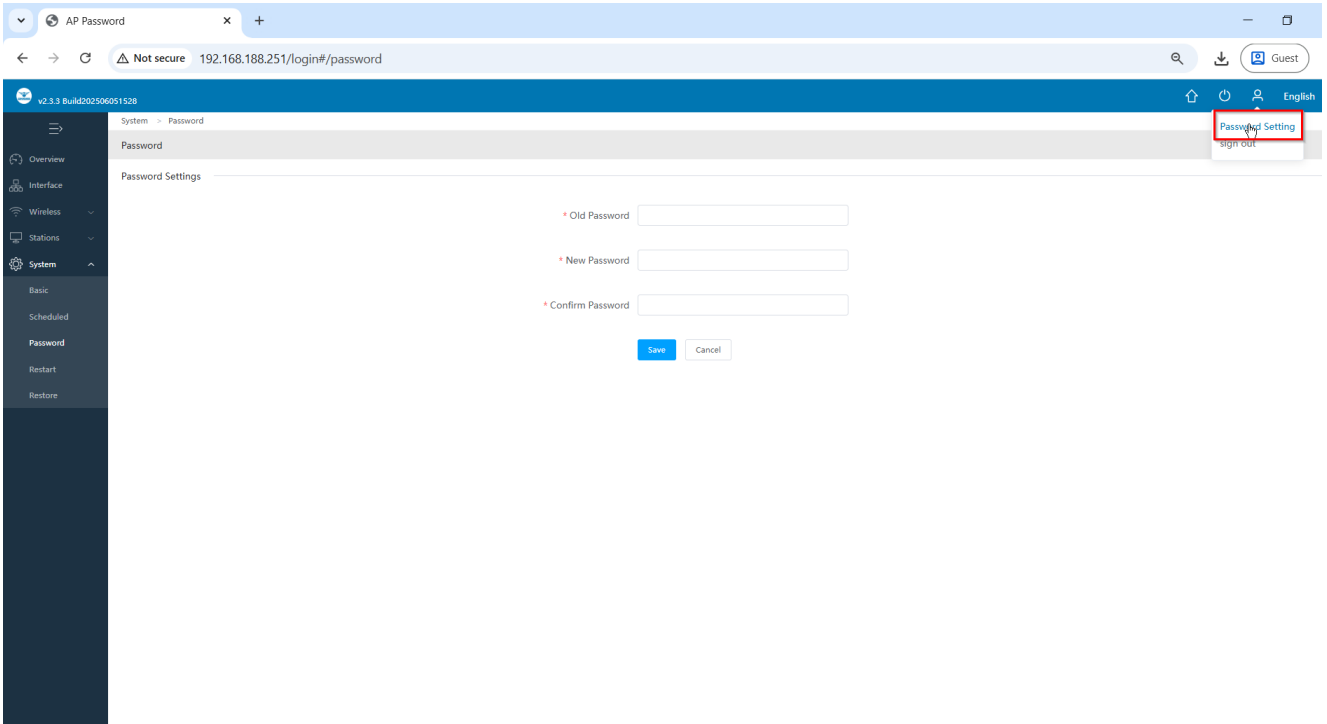 AP Password
Not secure 192.168.188.251/login#/password
Guest
v2.3.3 Build202506051528
English
System > Password
Password Setting
sign out
Password
Overview
Interface
Wireless
Stations
System
Basic
Scheduled
Password
Restart
Restore
Password Settings
* Old Password
* New Password
* Confirm Password
Save Cancel